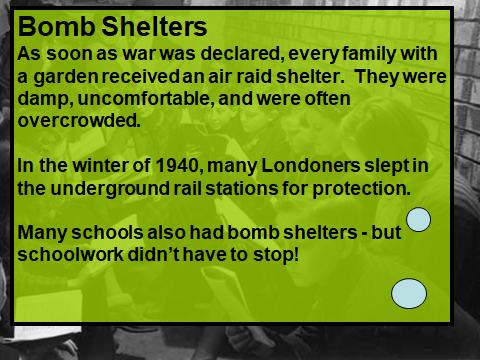 Bomb Shelters
As soon as war was declared, every family with
a garden received an air raid shelter. They were
damp, uncomfortable, and were often
overcrowded.
In the winter of 1940, many Londoners slept in
the underground rail stations for protection.
Many schools also had bomb shelters - but
schoolwork didn't have to stop!